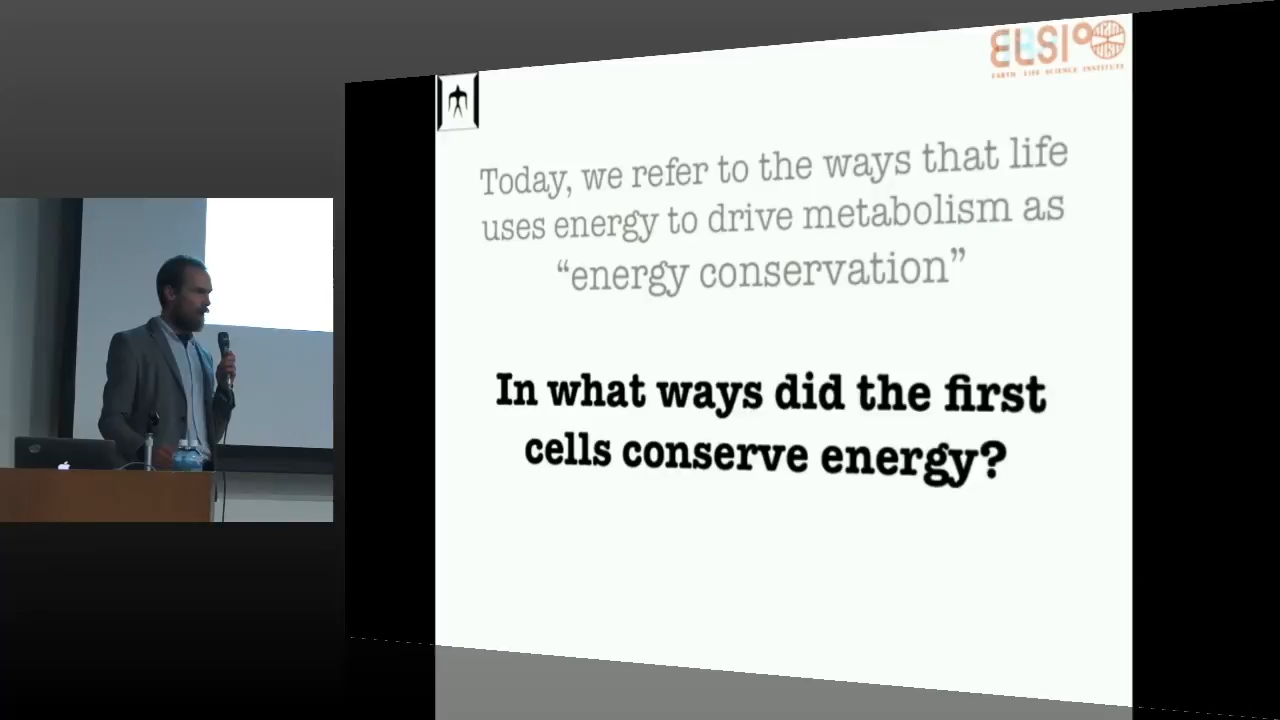 ELSI
EARTH LIFE SCIENCE INSTITUTE
Today, we refer to the ways that life
uses energy to drive metabolism as
“energy conservation”
In what ways did the first
cells conserve energy?